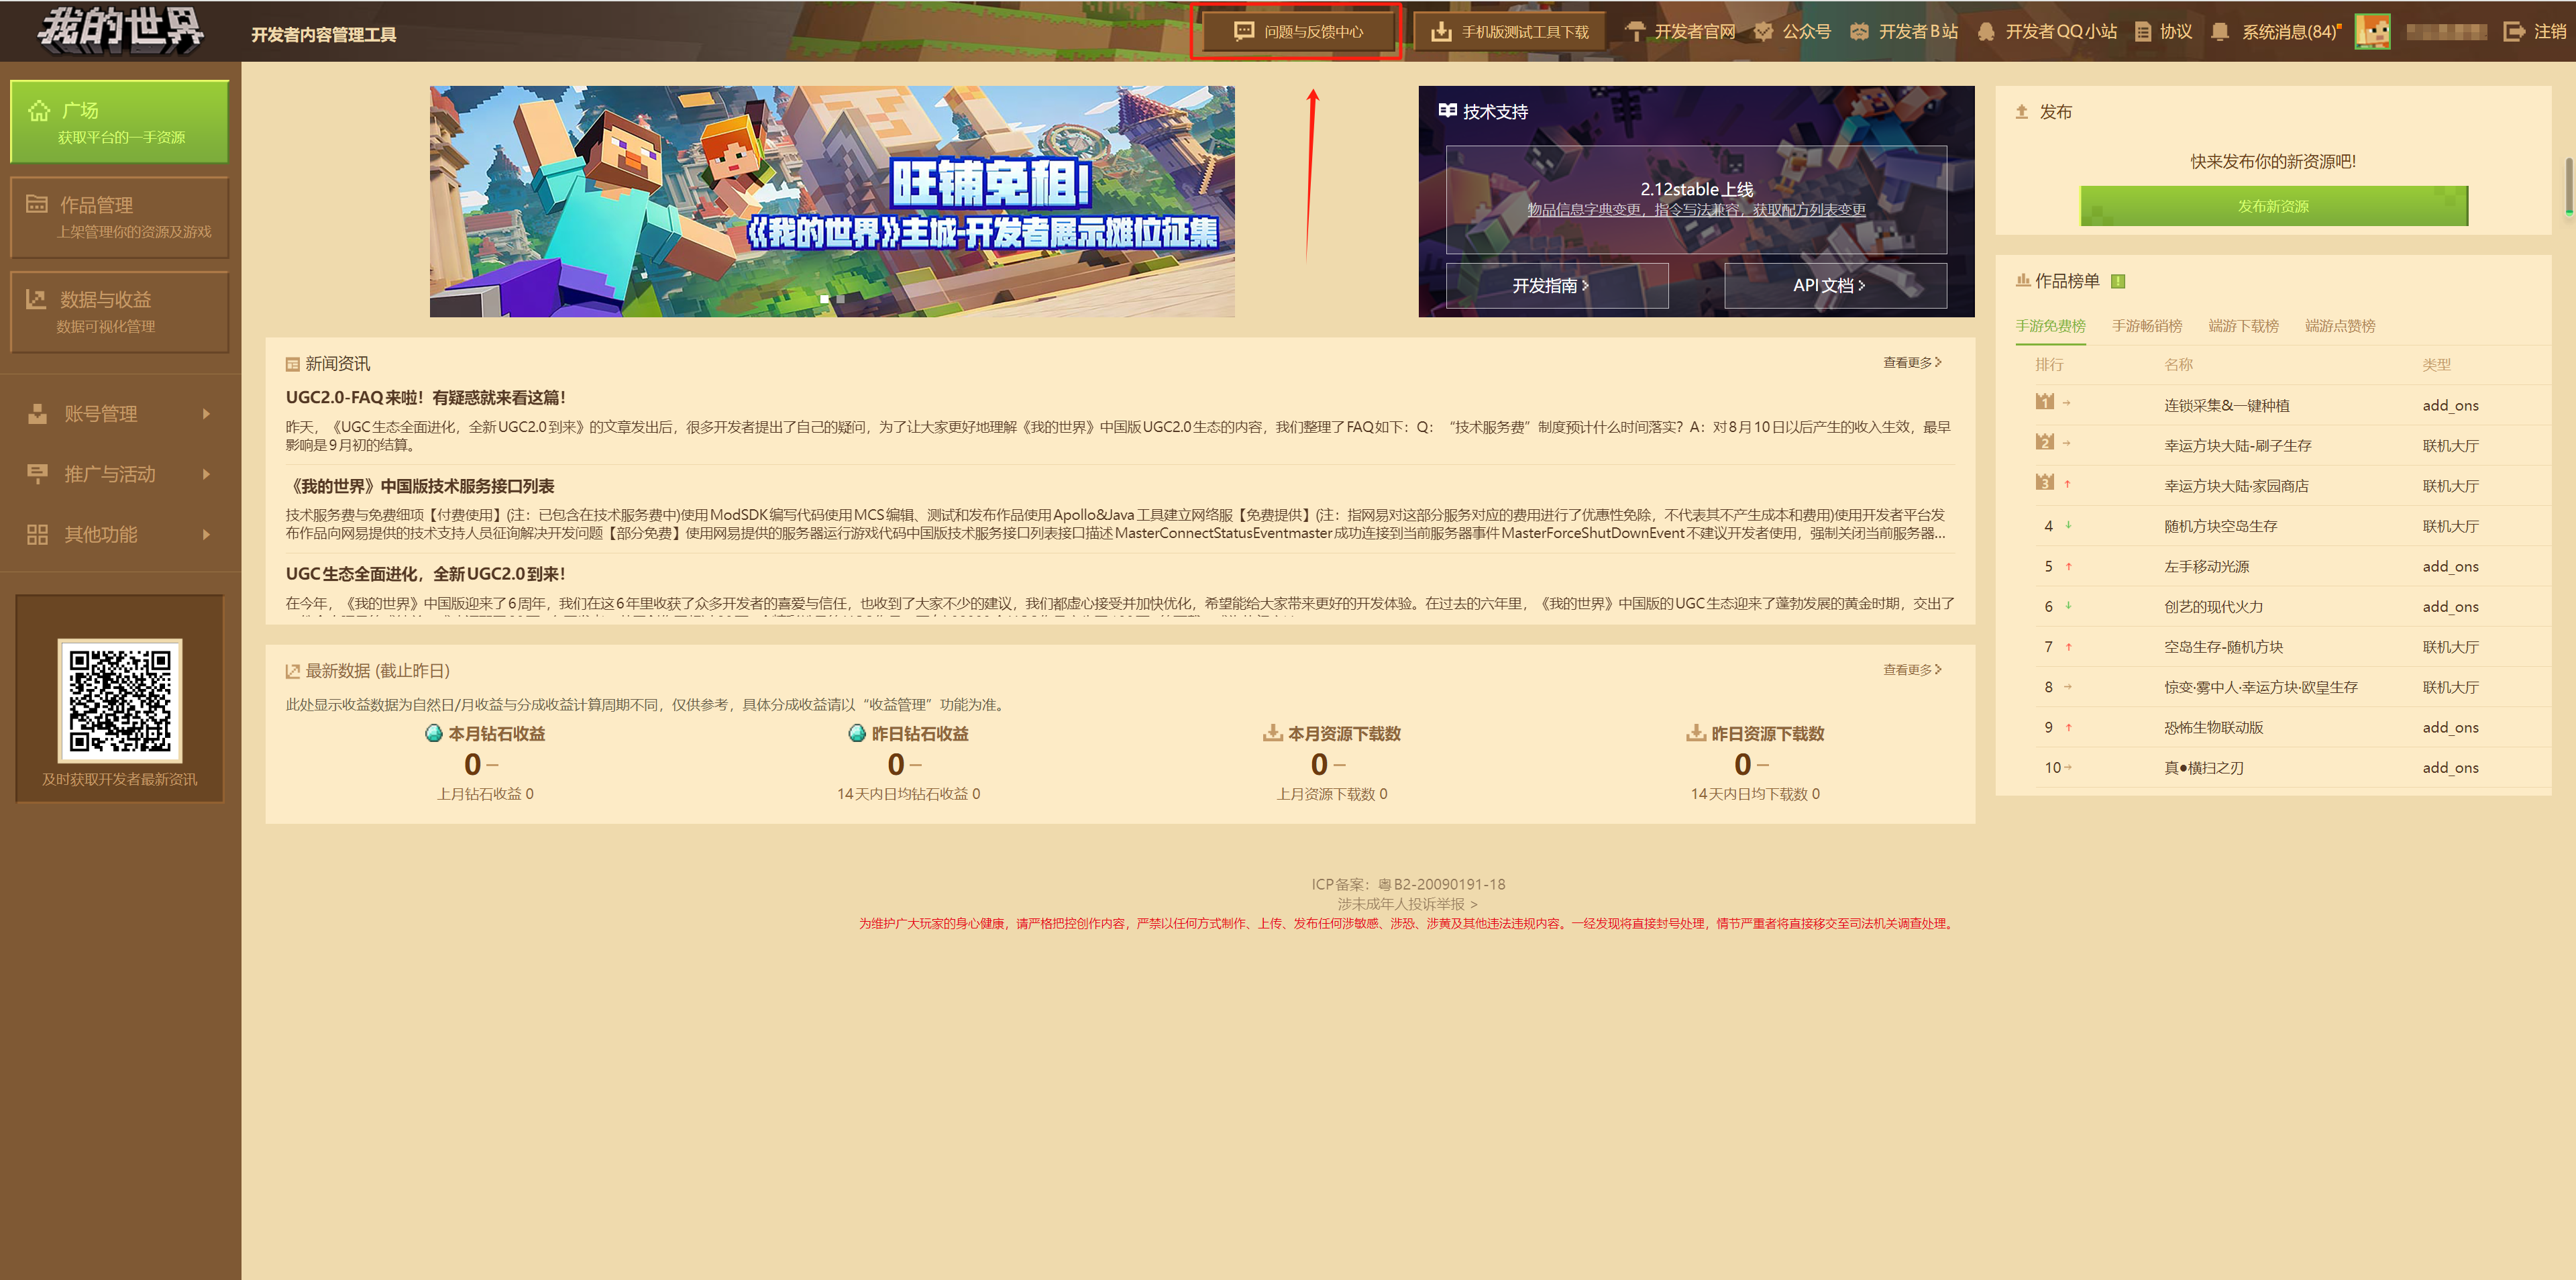 我的世界
开发者内容管理工具
问题与反馈中心
手机版测试工具下载
开发者官网
公众号
开发者B站
开发者QQ小站
协议
系统消息(84)
注销
广场
获取平台的一手资源
作品管理
上架管理你的资源及游戏
数据与收益
数据可视化管理
账号管理
推广与活动
其他功能
及时获取开发者最新资讯
旺铺免租!
《我的世界》主城-开发者展示摊位征集
技术支持
2.12stable上线
物品信息字典变更，指令写法兼容，获取配方列表变更
开发指南
API文档
新闻资讯
查看更多
UGC2.0-FAQ来啦！有疑惑就来看这篇！
昨天，《UGC生态全面进化，全新UGC2.0到来》的文章发出后，很多开发者提出了自己的疑问，为了让大家更好地理解《我的世界》中国版UGC2.0生态的内容，我们整理了FAQ如下：Q：“技术服务费”制度预计什么时间落实？A：对8月10日以后产生的收入生效，最早
影响是9月初的结算。
《我的世界》中国版技术服务接口列表
技术服务费与免费细项【付费使用】(注：已包含在技术服务费中)使用ModSDK编写代码使用MCS编辑、测试和发布作品使用Apollo&Java工具建立网络服【免费提供】(注：指网易对这部分服务对应的费用进行了优惠性免除，不代表其不产生成本和费用)使用开发者平台发
布作品向网易提供的技术支持人员征询解决开发问题【部分免费】使用网易提供的服务器运行游戏代码中国版技术服务接口列表接口描述MasterConnectStatusEventmaster成功连接到当前服务器事件MasterForceShutDownEvent不建议开发者使用，强制关闭当前服务器...
UGC生态全面进化，全新UGC2.0到来！
在今年，《我的世界》中国版迎来了6周年，我们在这6年里收获了众多开发者的喜爱与信任，也收到了大家不少的建议，我们都虚心接受并加快优化，希望能给大家带来更好的开发体验。在过去的六年里，《我的世界》中国版的UGC生态迎来了蓬勃发展的黄金时期，交出了
最新数据 (截止昨日)
查看更多
此处显示收益数据为自然日/月收益与分成收益计算周期不同，仅供参考，具体分成收益请以“收益管理”功能为准。
本月钻石收益
0
上月钻石收益 0
昨日钻石收益
0
14天内日均钻石收益 0
本月资源下载数
0
上月资源下载数 0
昨日资源下载数
0
14天内日均下载数 0
发布
快来发布你的新资源吧!
发布新资源
作品榜单
手游免费榜 手游畅销榜 端游下载榜 端游点赞榜
排行 名称 类型
1 连锁采集&一键种植 add_ons
2 幸运方块大陆-刷子生存 联机大厅
3 幸运方块大陆·家园商店 联机大厅
4 随机方块空岛生存 联机大厅
5 左手移动光源 add_ons
6 创艺的现代火力 add_ons
7 空岛生存-随机方块 联机大厅
8 惊变·雾中人·幸运方块·欧皇生存 联机大厅
9 恐怖生物联动版 add_ons
10 真●横扫之刃 add_ons
ICP备案：粤B2-20090191-18
涉未成年人投诉举报 >
为维护广大玩家的身心健康，请严格把控创作内容，严禁以任何方式制作、上传、发布任何涉敏感、涉恐、涉黄及其他违法违规内容。一经发现将直接封号处理，情节严重者将直接移交至司法机关调查处理。